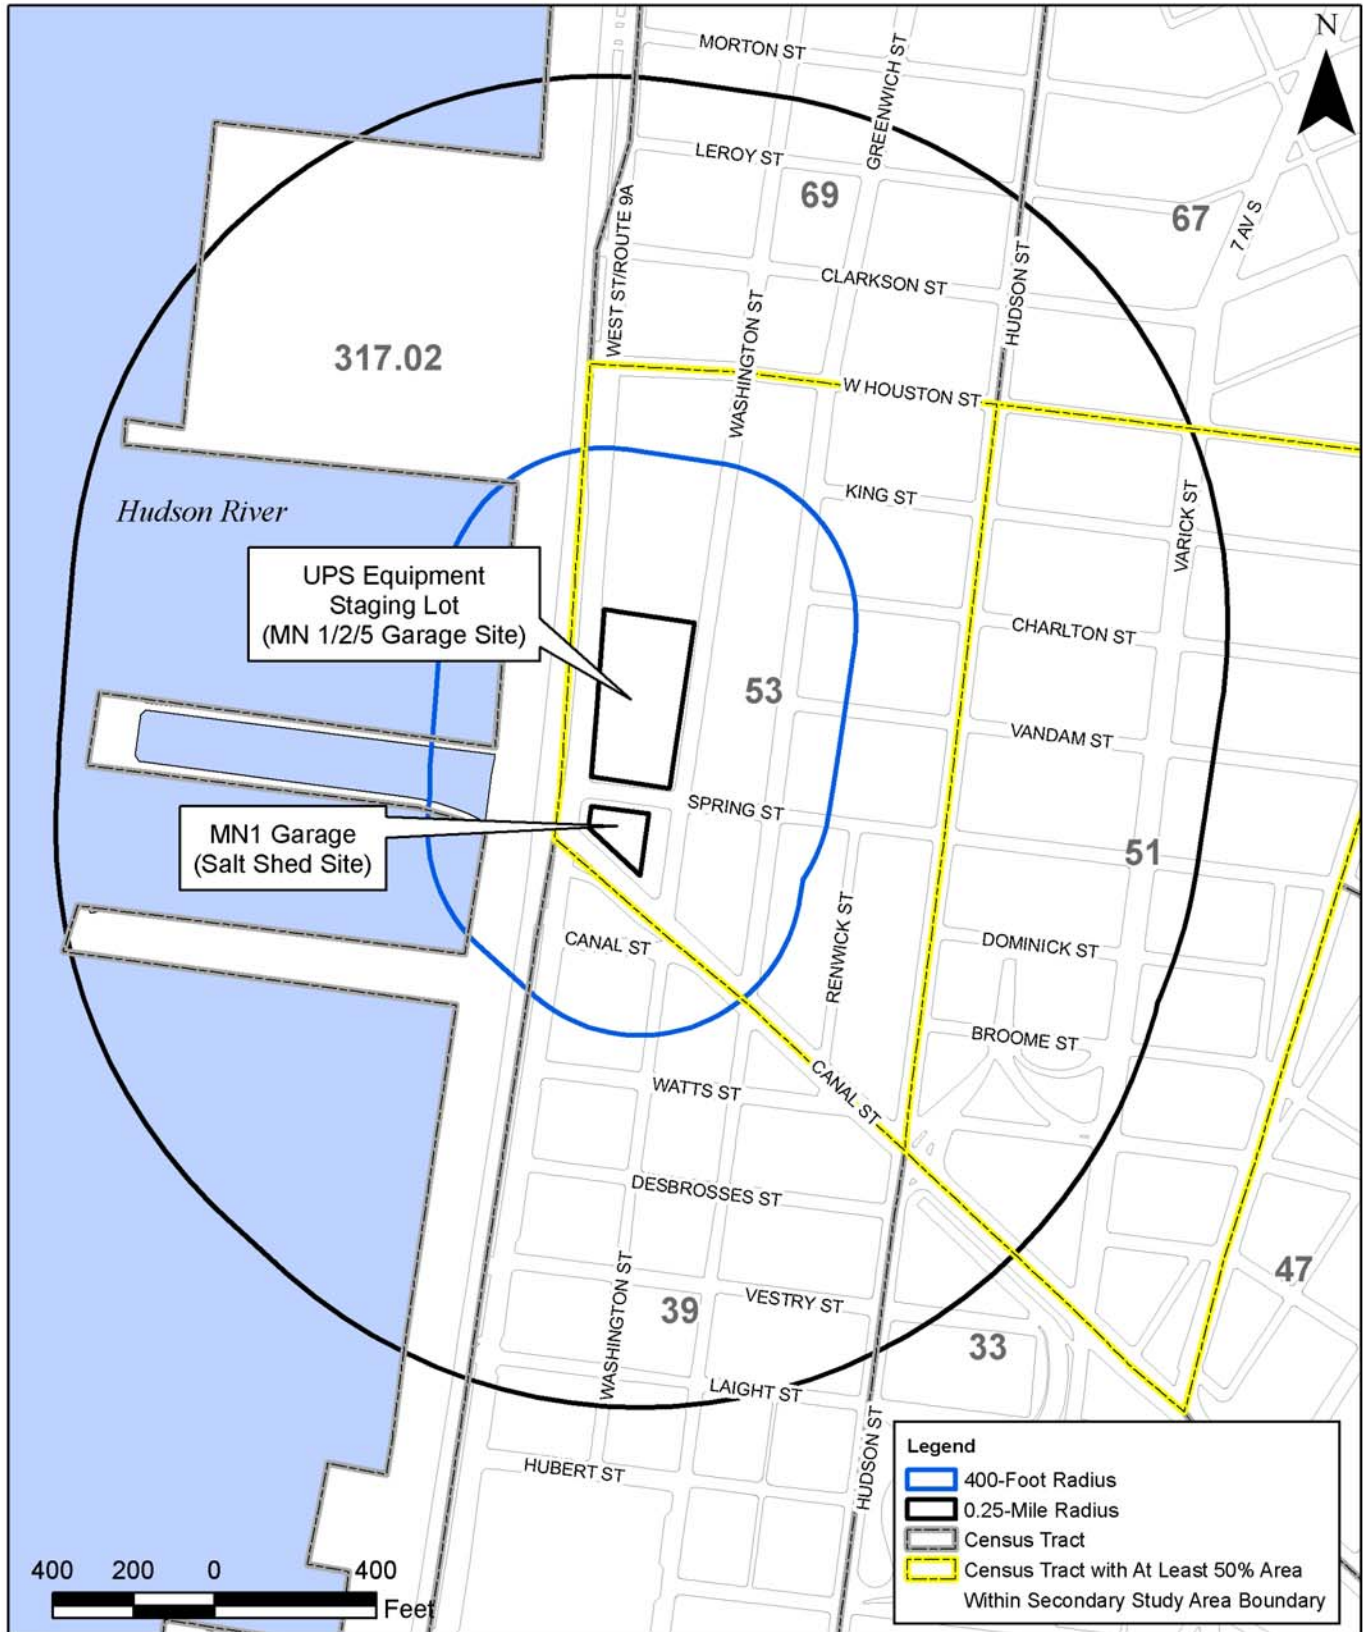 N
MORTON ST
GREENWICH ST
LEROY ST
69
67
WEST ST/ROUTE 9A
7 AV S
CLARKSON ST
HUDSON ST
WASHINGTON ST
317.02
W HOUSTON ST
KING ST
VARICK ST
Hudson River
UPS Equipment
Staging Lot
(MN 1/2/5 Garage Site)
CHARLTON ST
53
VANDAM ST
SPRING ST
MN1 Garage
(Salt Shed Site)
51
RENWICK ST
CANAL ST
DOMINICK ST
BROOME ST
WATTS ST
CANAL ST
DESBROSSES ST
WASHINGTON ST
47
VESTRY ST
39
33
LAIGHT ST
HUDSON ST
HUBERT ST
Legend
400-Foot Radius
0.25-Mile Radius
Census Tract
Census Tract with At Least 50% Area
Within Secondary Study Area Boundary
400 200 0 400
Feet